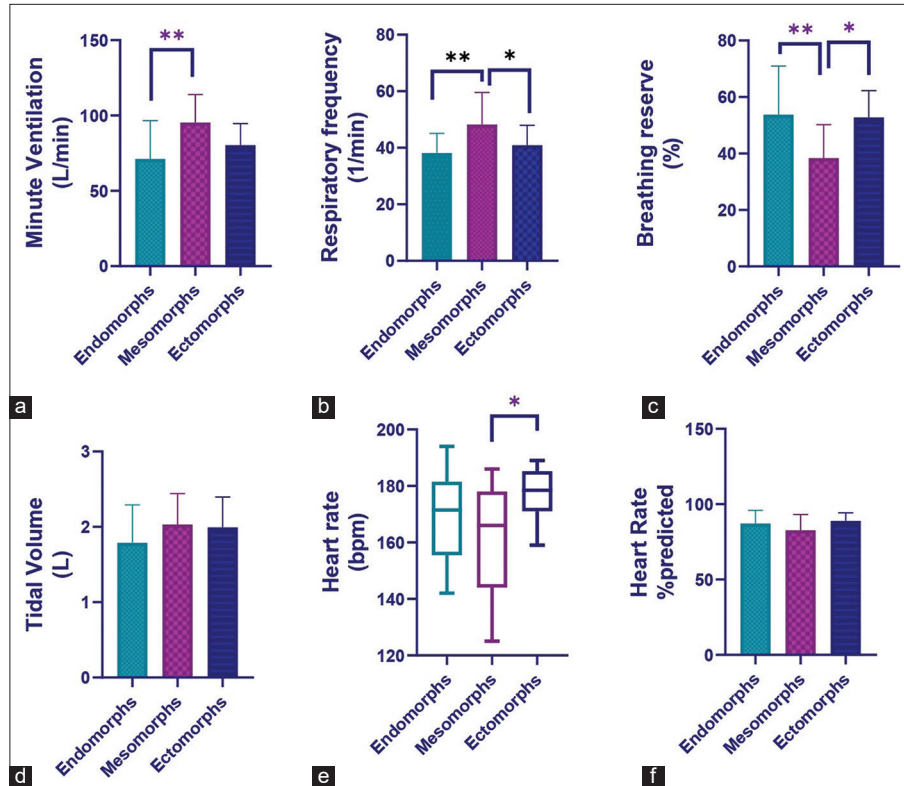 **
150
100
50
0
Minute Ventilation
(L/min)
Endomorphs
Mesomorphs
Ectomorphs
a
** *
80
60
40
20
0
Respiratory frequency
(1/min)
Endomorphs
Mesomorphs
Ectomorphs
b
** *
80
60
40
20
0
Breathing reserve
(%)
Endomorphs
Mesomorphs
Ectomorphs
c
3
2
1
0
Tidal Volume
(L)
Endomorphs
Mesomorphs
Ectomorphs
d
*
200
180
160
140
120
Heart rate
(bpm)
Endomorphs
Mesomorphs
Ectomorphs
e
150
100
50
0
Heart Rate
%predicted
Endomorphs
Mesomorphs
Ectomorphs
f